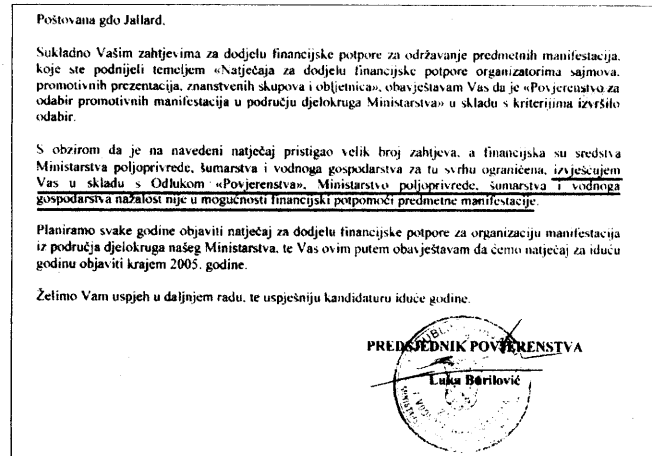 Poštovana gđo Jallard,
Sukladno Vašim zahtjevima za dodjelu financijske potpore za održavanje predmetnih manifestacija,
koje ste podnijeli temeljem «Natječaja za dodjelu financijske potpore organizatorima sajmova,
promotivnih prezentacija, znanstvenih skupova i obljetnica», obavještavam Vas da je «Povjerenstvo za
odabir promotivnih manifestacija u području djelokruga Ministarstva» u skladu s kriterijima izvršilo
odabir.
S obzirom da je na navedeni natječaj pristigao velik broj zahtjeva, a financijska su sredstva
Ministarstva poljoprivrede, šumarstva i vodnoga gospodarstva za tu svrhu ograničena, izvješćujem
Vas u skladu s Odlukom «Povjerenstva», Ministarstvo poljoprivrede, šumarstva i vodnoga
gospodarstva nažalost nije u mogućnosti financijski potpomoći predmetne manifestacije.
Planiramo svake godine objaviti natječaj za dodjelu financijske potpore za organizaciju manifestacija
iz područja djelokruga našeg Ministarstva, te Vas ovim putem obavještavam da ćemo natječaj za iduću
godinu objaviti krajem 2005. godine.
Želimo Vam uspjeh u daljnjem radu, te uspješniju kandidaturu iduće godine.
PREDSJEDNIK POVJERENSTVA
Luka Burilović